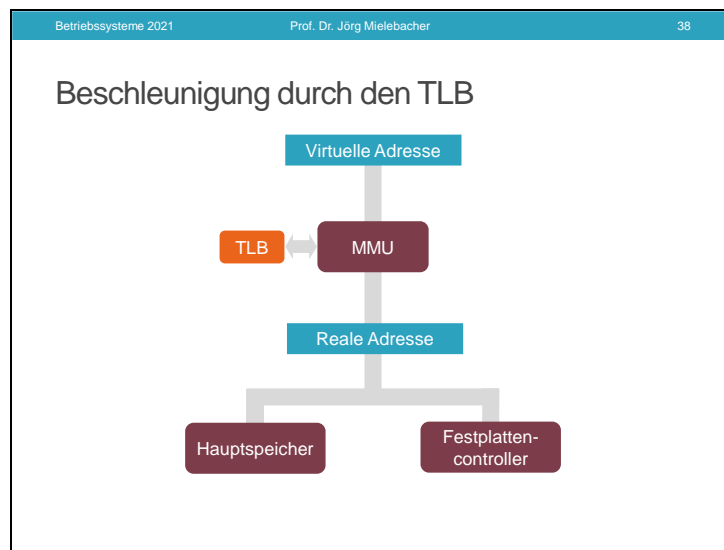 Betriebssysteme 2021 Prof. Dr. Jörg Mielebacher 38
Beschleunigung durch den TLB
Virtuelle Adresse
TLB MMU
Reale Adresse
Hauptspeicher
Festplatten-
controller